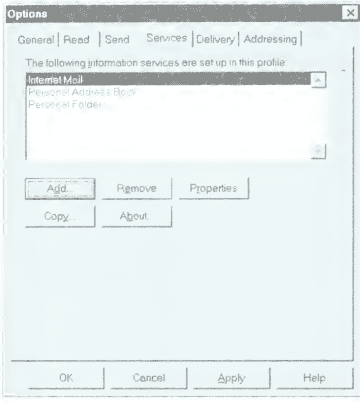 Options
General Read Send Services Delivery Addressing
The following information services are set up in this profile:
Internet Mail
Personal Address Book
Personal Folders
Add... Remove Properties
Copy... About...
OK Cancel Apply Help